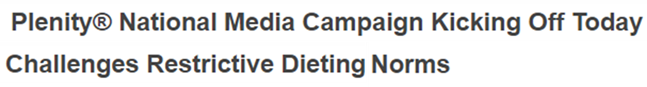 Plenity® National Media Campaign Kicking Off Today
Challenges Restrictive Dieting Norms